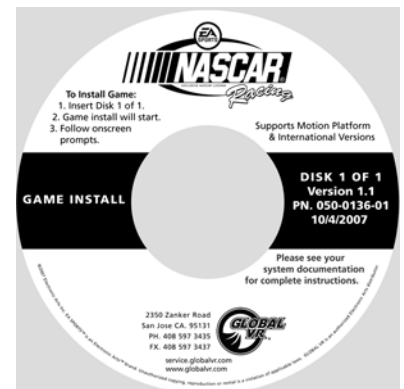 EA
SPORTS
NASCAR
Racing
To Install Game:
1. Insert Disk 1 of 1.
2. Game install will start.
3. Follow onscreen
prompts.
Supports Motion Platform
& International Versions
GAME INSTALL
DISK 1 OF 1
Version 1.1
PN. 050-0136-01
10/4/2007
Please see your
system documentation
for complete instructions.
2350 Zanker Road
San Jose CA. 95131
PH. 408 597 3435
FX. 408 597 3437
service.globalvr.com
www.globalvr.com
GLOBAL
VR